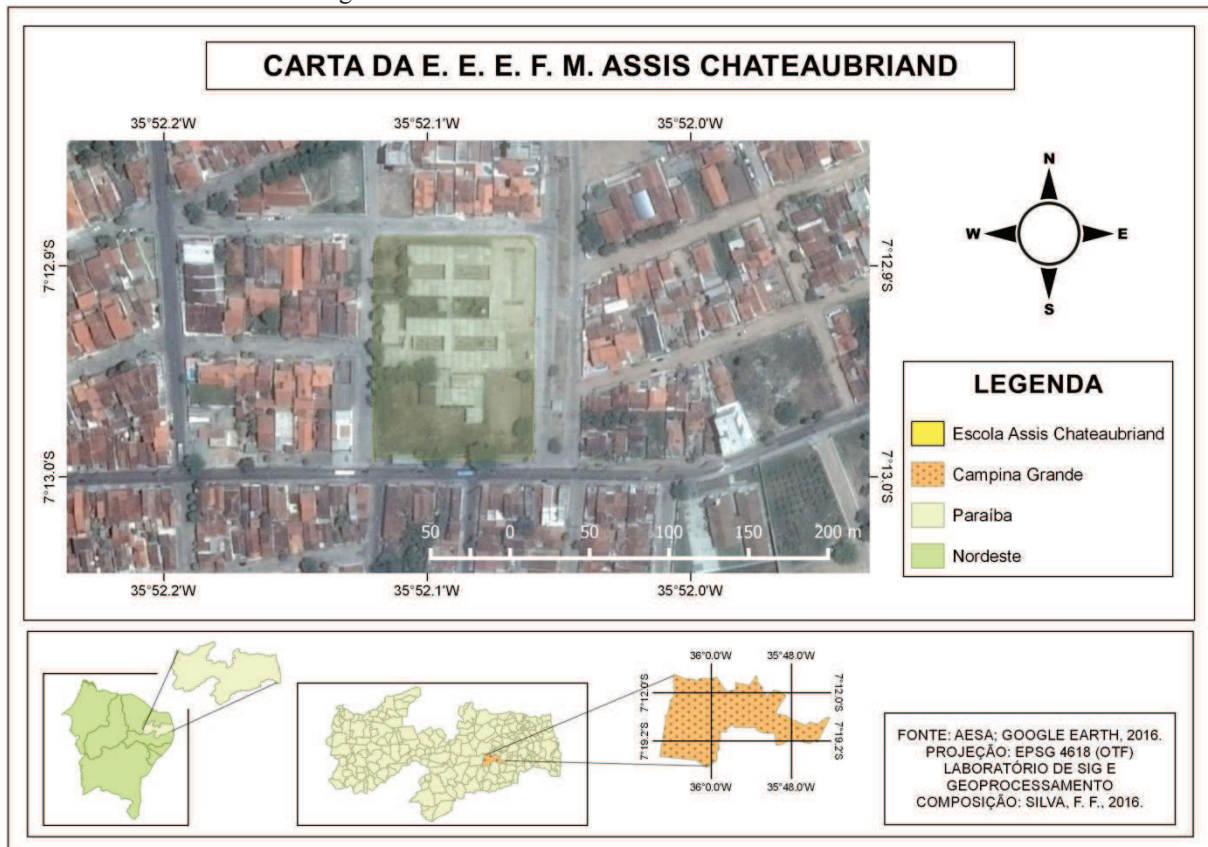 CARTA DA E. E. E. F. M. ASSIS CHATEAUBRIAND
35°52.2'W 35°52.1'W 35°52.0'W
7°12.9'S 7°12.9'S
7°13.0'S 7°13.0'S
50 0 50 100 150 200 m
35°52.2'W 35°52.1'W 35°52.0'W
N
W E
S
LEGENDA
Escola Assis Chateaubriand
Campina Grande
Paraíba
Nordeste
36°0.0'W 35°48.0'W
7°12.0'S 7°12.0'S
7°19.2'S 7°19.2'S
36°0.0'W 35°48.0'W
FONTE: AESA; GOOGLE EARTH, 2016.
PROJEÇÃO: EPSG 4618 (OTF)
LABORATÓRIO DE SIG E
GEOPROCESSAMENTO
COMPOSIÇÃO: SILVA, F. F., 2016.